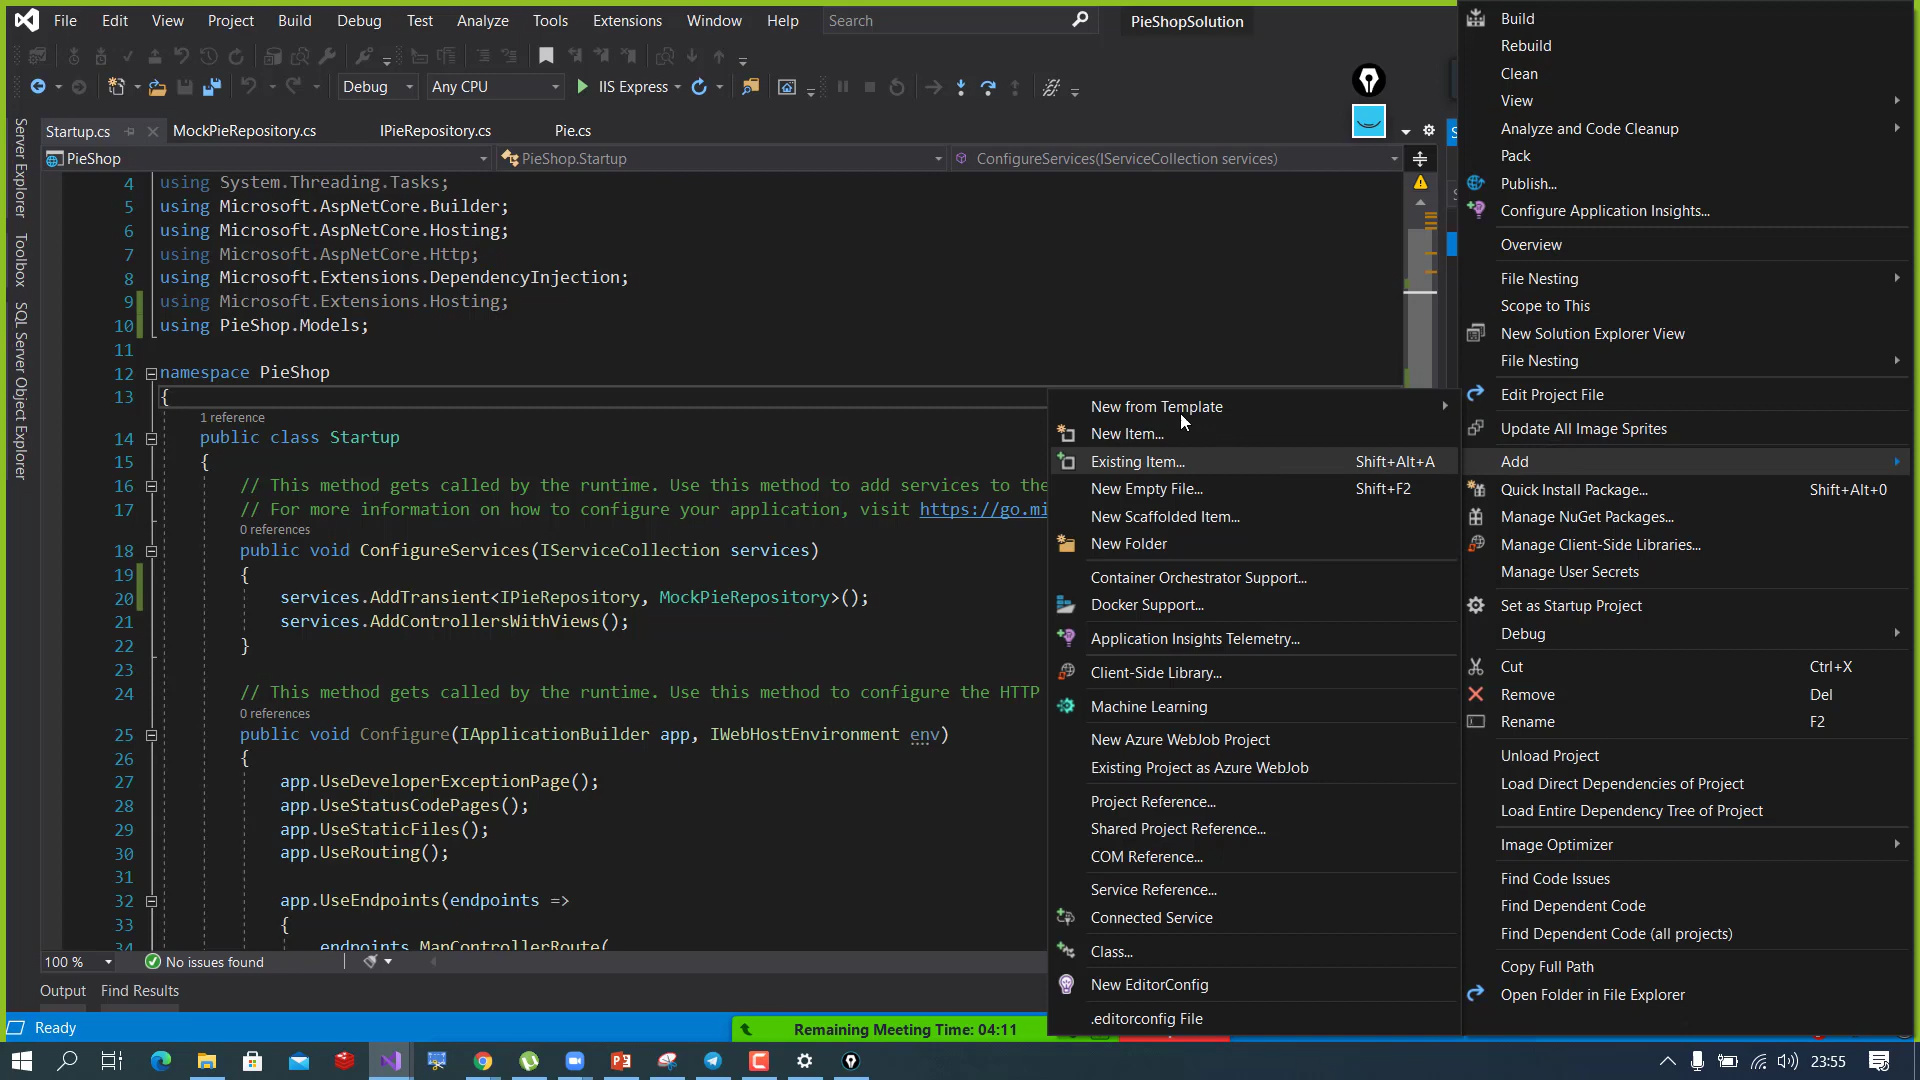 File Edit View Project Build Debug Test Analyze Tools Extensions Window Help Search PieShopSolution
Debug Any CPU IIS Express
Startup.cs MockPieRepository.cs IPieRepository.cs Pie.cs
PieShop PieShop.Startup ConfigureServices(IServiceCollection services)
Server Explorer
Toolbox
SQL Server Object Explorer
4 using System.Threading.Tasks;
5 using Microsoft.AspNetCore.Builder;
6 using Microsoft.AspNetCore.Hosting;
7 using Microsoft.AspNetCore.Http;
8 using Microsoft.Extensions.DependencyInjection;
9 using Microsoft.Extensions.Hosting;
10 using PieShop.Models;
11
12 namespace PieShop
13 {
1 reference
14 public class Startup
15 {
16 // This method gets called by the runtime. Use this method to add services to the
17 // For more information on how to configure your application, visit https://go.mi
0 references
18 public void ConfigureServices(IServiceCollection services)
19 {
20 services.AddTransient<IPieRepository, MockPieRepository>();
21 services.AddControllersWithViews();
22 }
23
24 // This method gets called by the runtime. Use this method to configure the HTTP
0 references
25 public void Configure(IApplicationBuilder app, IWebHostEnvironment env)
26 {
27 app.UseDeveloperExceptionPage();
28 app.UseStatusCodePages();
29 app.UseStaticFiles();
30 app.UseRouting();
31
32 app.UseEndpoints(endpoints =>
33 {
34 endpoints.MapControllerRoute(
100 % No issues found
Output Find Results
Ready
Remaining Meeting Time: 04:11
New from Template
New Item...
Existing Item... Shift+Alt+A
New Empty File... Shift+F2
New Scaffolded Item...
New Folder
Container Orchestrator Support...
Docker Support...
Application Insights Telemetry...
Client-Side Library...
Machine Learning
New Azure WebJob Project
Existing Project as Azure WebJob
Project Reference...
Shared Project Reference...
COM Reference...
Service Reference...
Connected Service
Class...
New EditorConfig
.editorconfig File
Build
Rebuild
Clean
View
Analyze and Code Cleanup
Pack
Publish...
Configure Application Insights...
Overview
File Nesting
Scope to This
New Solution Explorer View
File Nesting
Edit Project File
Update All Image Sprites
Add
Quick Install Package... Shift+Alt+0
Manage NuGet Packages...
Manage Client-Side Libraries...
Manage User Secrets
Set as Startup Project
Debug
Cut Ctrl+X
Remove Del
Rename F2
Unload Project
Load Direct Dependencies of Project
Load Entire Dependency Tree of Project
Image Optimizer
Find Code Issues
Find Dependent Code
Find Dependent Code (all projects)
Copy Full Path
Open Folder in File Explorer
23:55